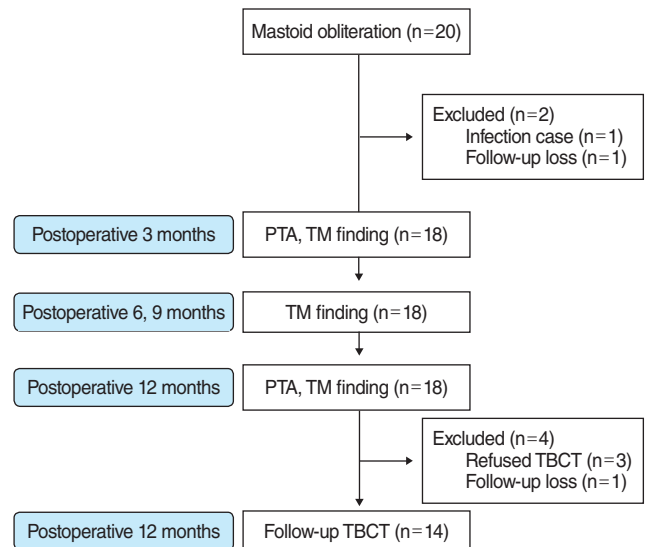 Mastoid obliteration (n=20)
Excluded (n=2)
Infection case (n=1)
Follow-up loss (n=1)
Postoperative 3 months
PTA, TM finding (n=18)
Postoperative 6, 9 months
TM finding (n=18)
Postoperative 12 months
PTA, TM finding (n=18)
Excluded (n=4)
Refused TBCT (n=3)
Follow-up loss (n=1)
Postoperative 12 months
Follow-up TBCT (n=14)